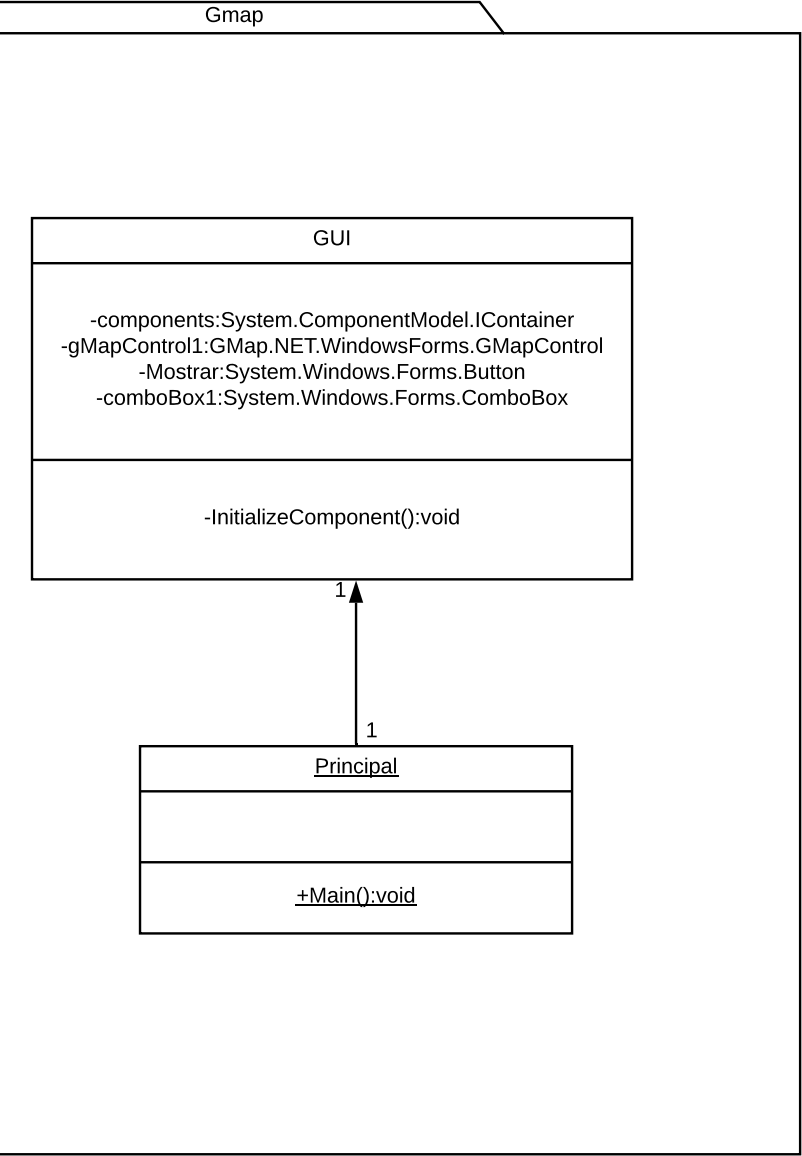 Gmap
GUI
-components:System.ComponentModel.IContainer
-gMapControl1:GMap.NET.WindowsForms.GMapControl
-Mostrar:System.Windows.Forms.Button
-comboBox1:System.Windows.Forms.ComboBox
-InitializeComponent():void
1
1
Principal
+Main():void